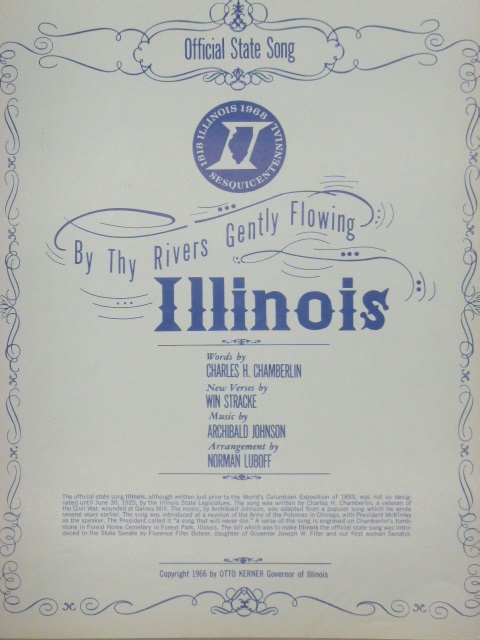 Official State Song
1818 ILLINOIS 1968
SESQUICENTENNIAL
By Thy Rivers Gently Flowing
Illinois
Words by
CHARLES H. CHAMBERLIN
New Verses by
WIN STRACKE
Music by
ARCHIBALD JOHNSON
Arrangement by
NORMAN LUBOFF
The official state song Illinois, although written just prior to the World's Columbian Exposition of 1893, was not so desig-
nated until June 30, 1925, by the Illinois State Legislature. The song was written by Charles H. Chamberlin, a veteran of
the Civil War, wounded at Gaines Mill. The music, by Archibald Johnson, was adapted from a popular song which he wrote
several years earlier. The song was introduced at a reunion of the Army of the Potomac in Chicago, with President McKinley
as the speaker. The President called it "a song that will never die." A verse of the song is engraved on Chamberlin's tomb-
stone in Forest Home Cemetery in Forest Park, Illinois. The bill which was to make Illinois the official state song was intro-
duced in the State Senate by Florence Fifer Bohrer, daughter of Governor Joseph W. Fifer and our first woman Senator.
Copyright 1966 by OTTO KERNER Governor of Illinois